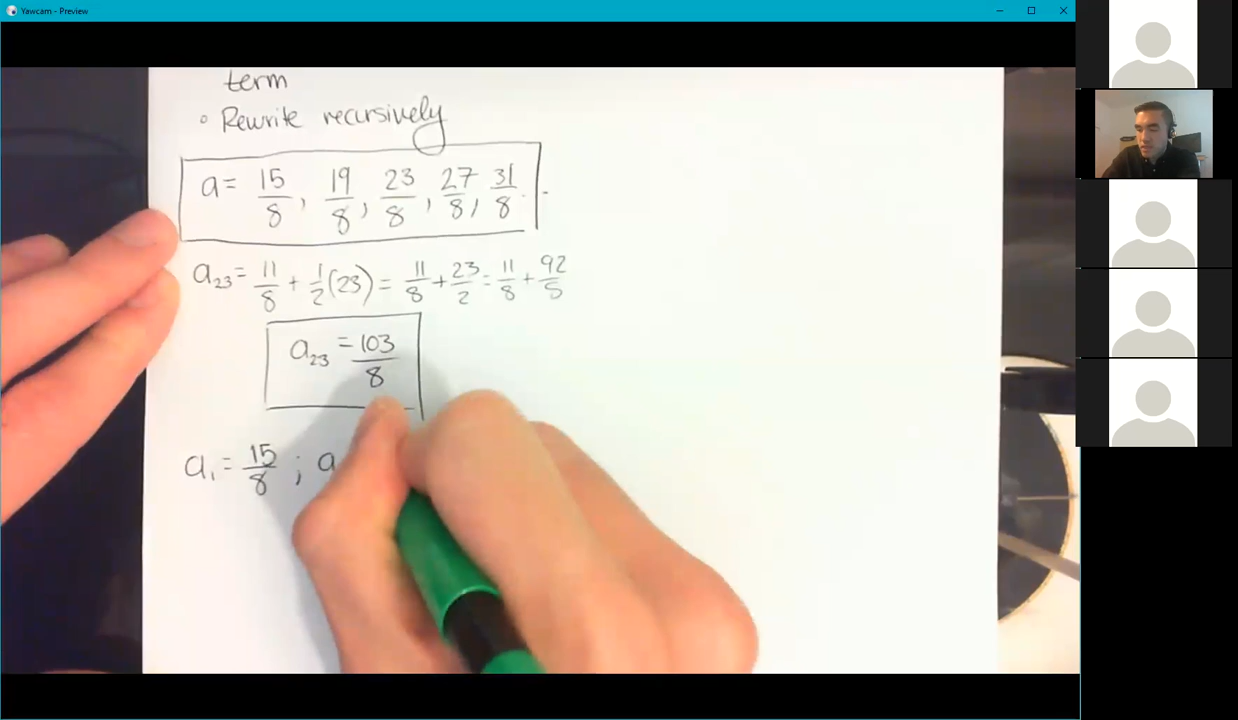 Yawcam - Preview
term
◦ Rewrite recursively
a = 15/8, 19/8, 23/8, 27/8, 31/8 .
a₂₃ = 11/8 + 1/2 (23) = 11/8 + 23/2 = 11/8 + 92/8
a₂₃ = 103/8
a₁ = 15/8 ; a